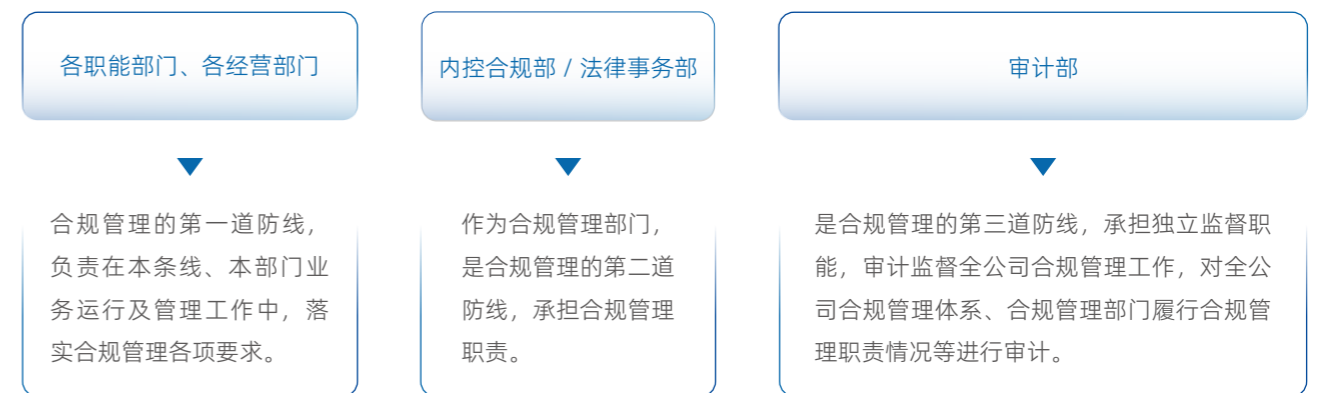 各职能部门、各经营部门
合规管理的第一道防线，
负责在本条线、本部门业
务运行及管理工作中，落
实合规管理各项要求。
内控合规部 / 法律事务部
作为合规管理部门，
是合规管理的第二道
防线，承担合规管理
职责。
审计部
是合规管理的第三道防线，承担独立监督职
能，审计监督全公司合规管理工作，对全公
司合规管理体系、合规管理部门履行合规管
理职责情况等进行审计。